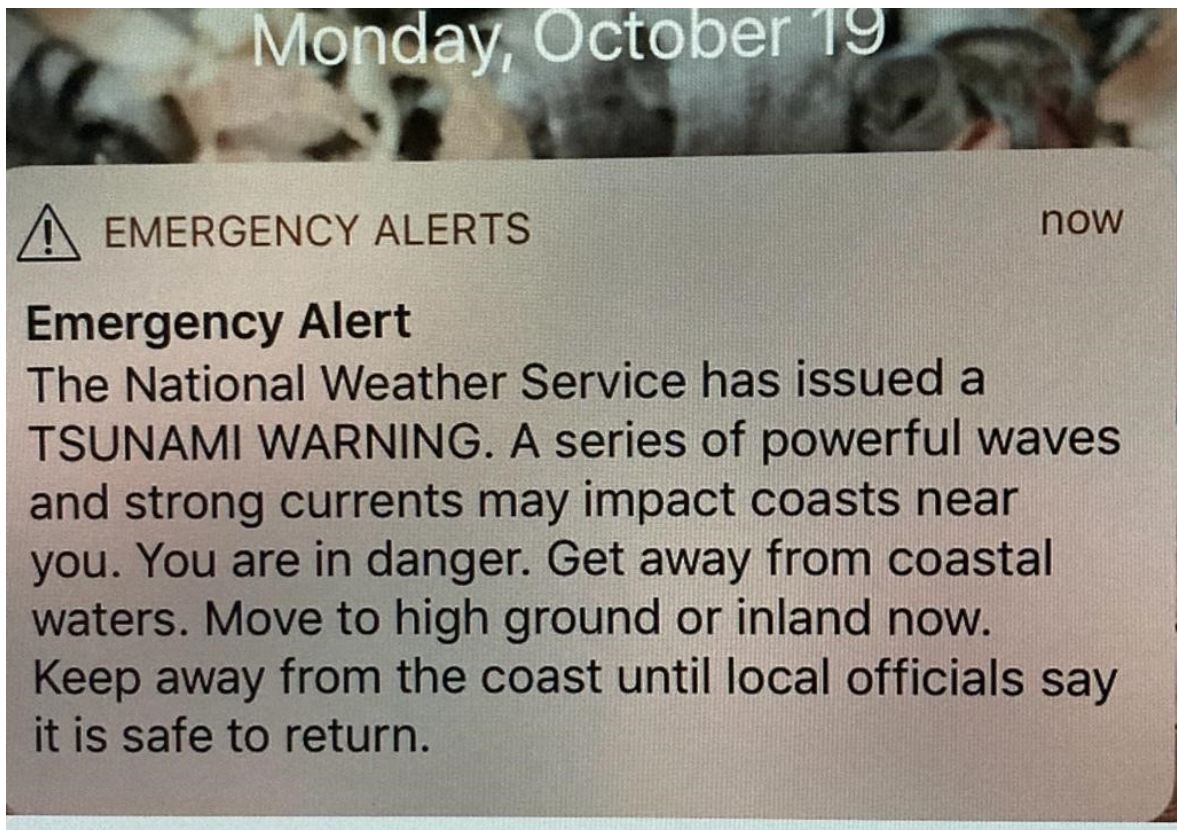 Monday, October 19
EMERGENCY ALERTS
now
Emergency Alert
The National Weather Service has issued a
TSUNAMI WARNING. A series of powerful waves
and strong currents may impact coasts near
you. You are in danger. Get away from coastal
waters. Move to high ground or inland now.
Keep away from the coast until local officials say
it is safe to return.